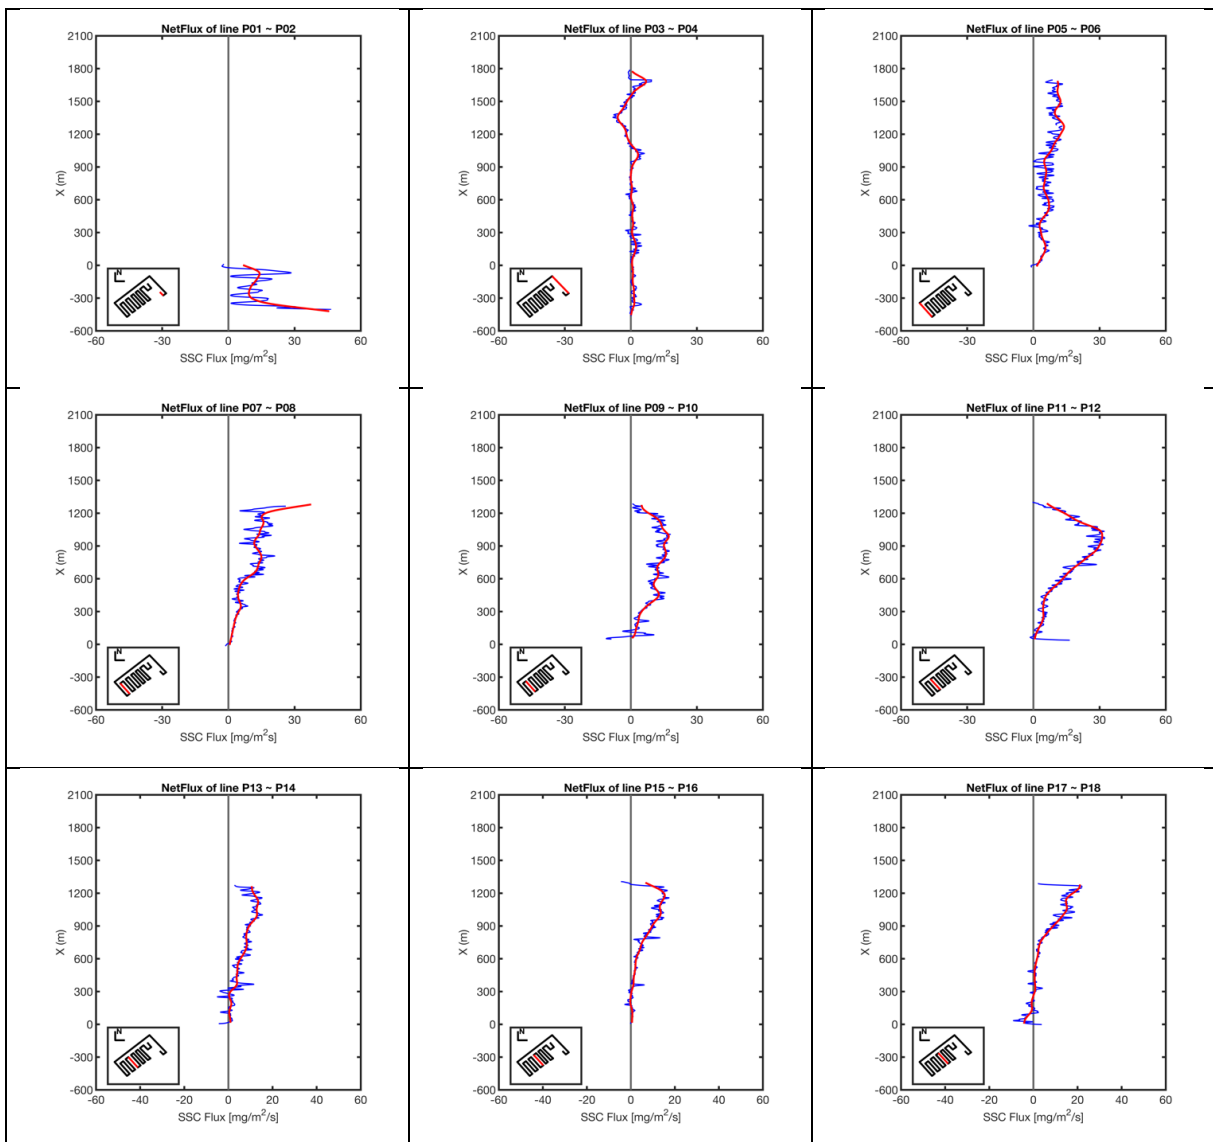 NetFlux of line P01 ~ P02
2100
1800
1500
1200
900
600
300
0
-300
-600
X (m)
N
-60 -30 0 30 60
SSC Flux [mg/m²s]
NetFlux of line P03 ~ P04
2100
1800
1500
1200
900
600
300
0
-300
-600
X (m)
N
-60 -30 0 30 60
SSC Flux [mg/m²s]
NetFlux of line P05 ~ P06
2100
1800
1500
1200
900
600
300
0
-300
-600
X (m)
N
-60 -30 0 30 60
SSC Flux [mg/m²s]
NetFlux of line P07 ~ P08
2100
1800
1500
1200
900
600
300
0
-300
-600
X (m)
N
-60 -30 0 30 60
SSC Flux [mg/m²s]
NetFlux of line P09 ~ P10
2100
1800
1500
1200
900
600
300
0
-300
-600
X (m)
N
-60 -30 0 30 60
SSC Flux [mg/m²s]
NetFlux of line P11 ~ P12
2100
1800
1500
1200
900
600
300
0
-300
-600
X (m)
N
-60 -30 0 30 60
SSC Flux [mg/m²s]
NetFlux of line P13 ~ P14
2100
1800
1500
1200
900
600
300
0
-300
-600
X (m)
N
-60 -40 -20 0 20 40 60
SSC Flux [mg/m²/s]
NetFlux of line P15 ~ P16
2100
1800
1500
1200
900
600
300
0
-300
-600
X (m)
N
-60 -40 -20 0 20 40 60
SSC Flux [mg/m²/s]
NetFlux of line P17 ~ P18
2100
1800
1500
1200
900
600
300
0
-300
-600
X (m)
N
-60 -40 -20 0 20 40 60
SSC Flux [mg/m²/s]